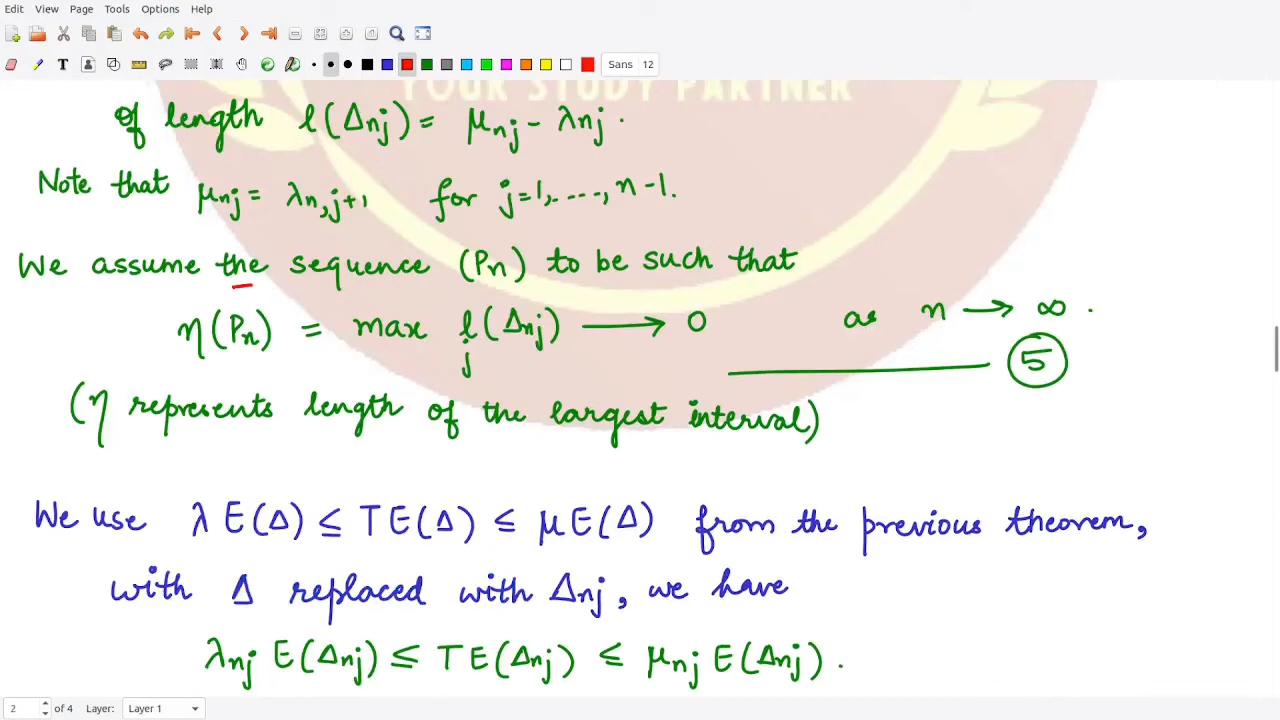 Edit View Page Tools Options Help
T Sans 12
YOUR STUDY PARTNER
of length l(Δnj) = μnj - λnj.
Note that μnj = λn,j+1 for j=1,....,n-1.
We assume the sequence (Pn) to be such that
η(Pn) = max l(Δnj) ⟶ 0 as n ⟶ ∞.
j
5
(η represents length of the largest interval)
We use λE(Δ) ≤ TE(Δ) ≤ μE(Δ) from the previous theorem,
with Δ replaced with Δnj, we have
λnj E(Δnj) ≤ TE(Δnj) ≤ μnj E(Δnj).
2 of 4 Layer: Layer 1